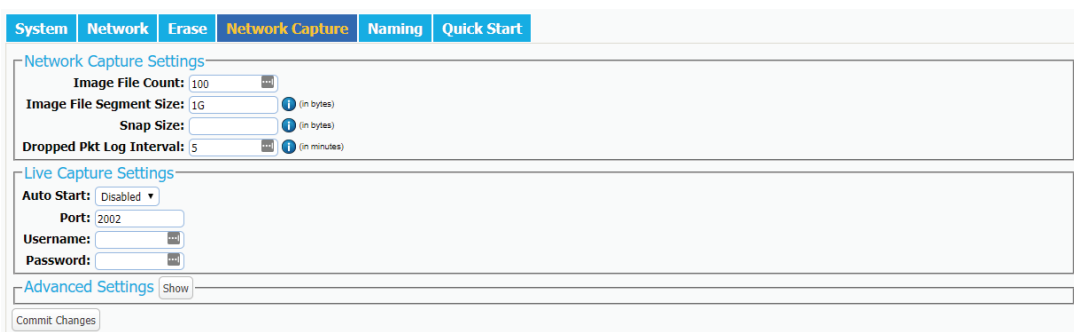 System Network Erase Network Capture Naming Quick Start
Network Capture Settings
Image File Count: 100
Image File Segment Size: 1G (in bytes)
Snap Size: (in bytes)
Dropped Pkt Log Interval: 5 (in minutes)
Live Capture Settings
Auto Start: Disabled
Port: 2002
Username:
Password:
Advanced Settings Show
Commit Changes